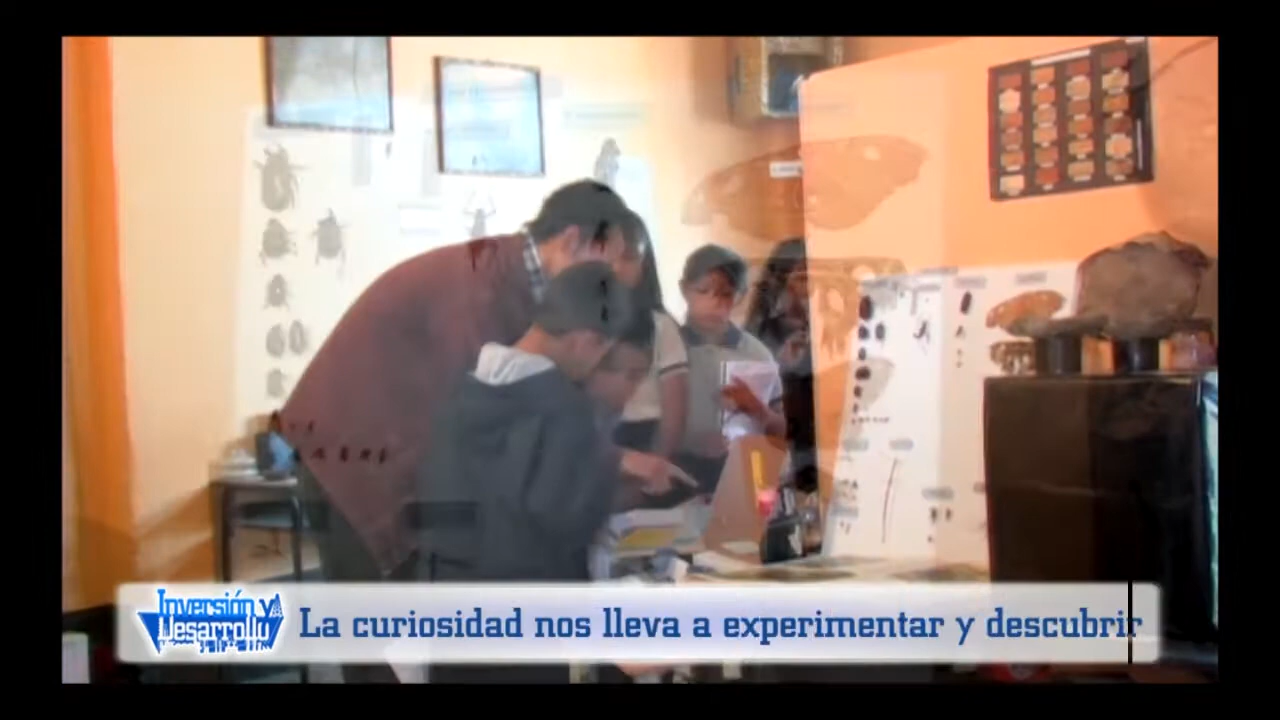 Inversión y
Desarrollo
La curiosidad nos lleva a experimentar y descubrir